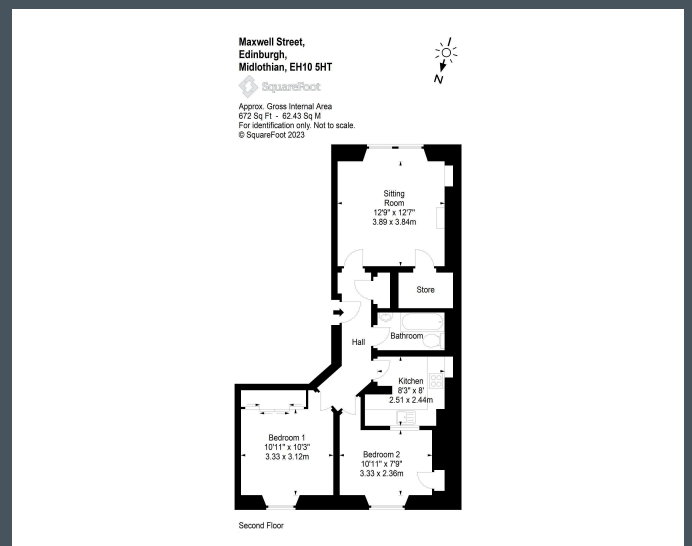 Maxwell Street,
Edinburgh,
Midlothian, EH10 5HT
SquareFoot
Approx. Gross Internal Area
672 Sq Ft - 62.43 Sq M
For identification only. Not to scale.
© SquareFoot 2023
N
Sitting
Room
12'9" x 12'7"
3.89 x 3.84m
Store
Bathroom
Hall
Kitchen
8'3" x 8'
2.51 x 2.44m
Bedroom 1
10'11" x 10'3"
3.33 x 3.12m
Bedroom 2
10'11" x 7'9"
3.33 x 2.36m
Second Floor